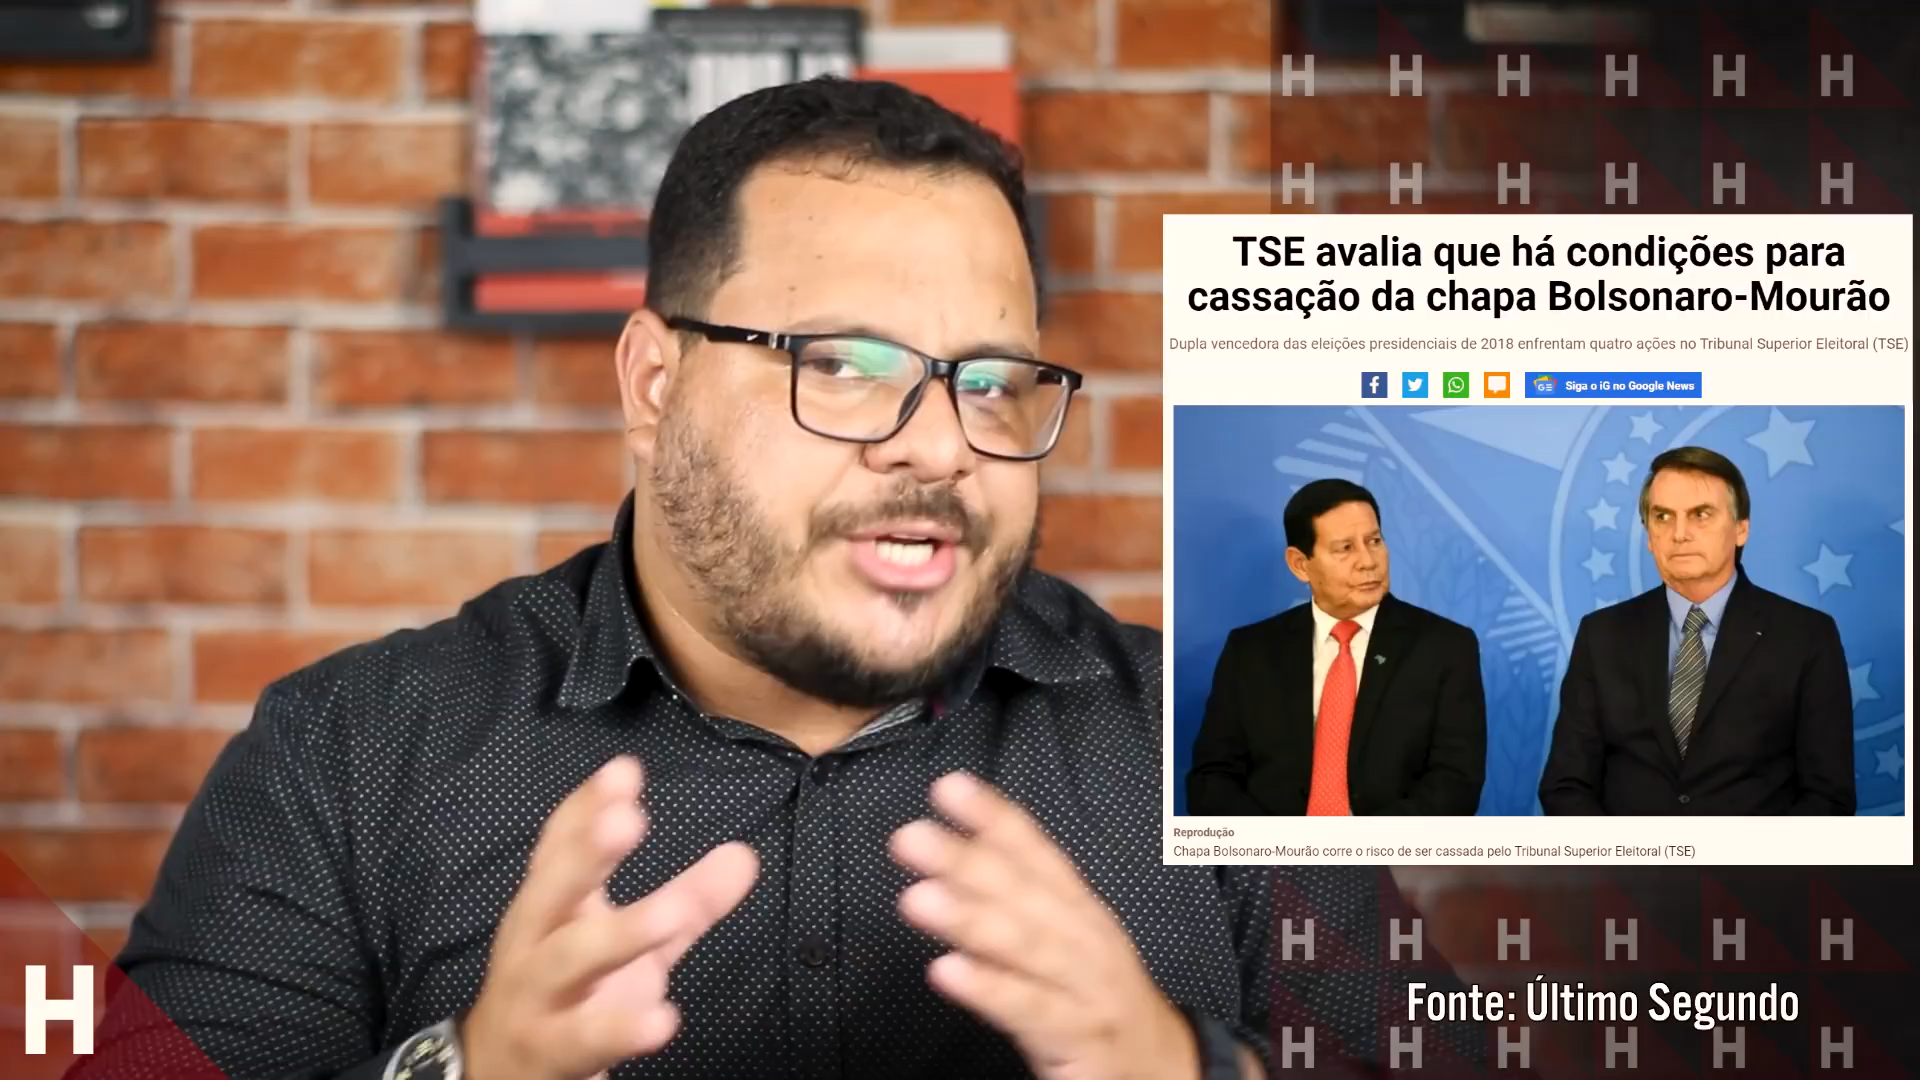 H H H H H H
H H H H H H
TSE avalia que há condições para
cassação da chapa Bolsonaro-Mourão
Dupla vencedora das eleições presidenciais de 2018 enfrentam quatro ações no Tribunal Superior Eleitoral (TSE)
GE Siga o iG no Google News
Reprodução
Chapa Bolsonaro-Mourão corre o risco de ser cassada pelo Tribunal Superior Eleitoral (TSE)
H H H H H H
H
Fonte: Último Segundo
H H H H H H